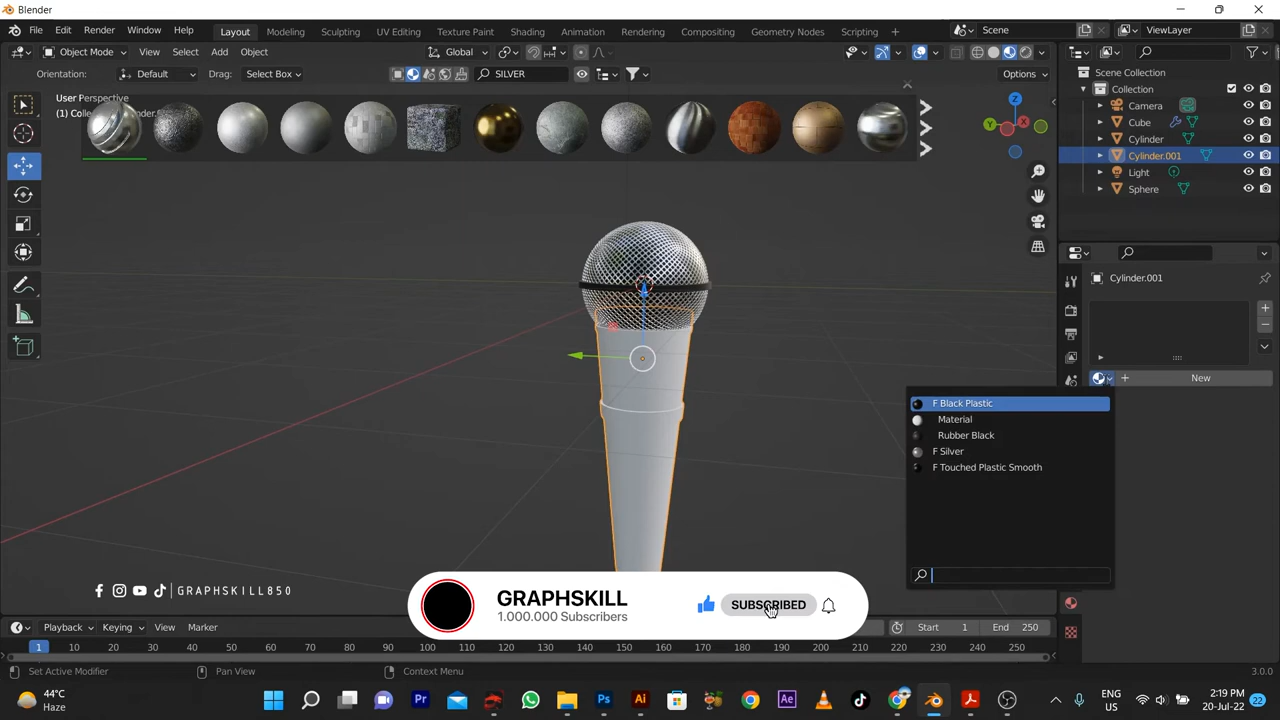 Blender
File Edit Render Window Help Layout Modeling Sculpting UV Editing Texture Paint Shading Animation Rendering Compositing Geometry Nodes Scripting + Scene ViewLayer
Object Mode View Select Add Object Global
Orientation: Default Drag: Select Box SILVER Options
User Perspective
Scene Collection
Collection
Camera
Cube
Cylinder
Cylinder.001
Light
Sphere
Cylinder.001
New
F Black Plastic
Material
Rubber Black
F Silver
F Touched Plastic Smooth
GRAPHSKILL850
GRAPHSKILL
1.000.000 Subscribers
SUBSCRIBED
Playback Keying View Marker Start 1 End 250
1 10 20 30 40 50 60 70 80 90 100 110 120 130 140 150 160 170 180 190 200 210 220 230 240 250
Set Active Modifier Pan View Context Menu 3.0.0
44°C
Haze
ENG
US
2:19 PM
20-Jul-22
22